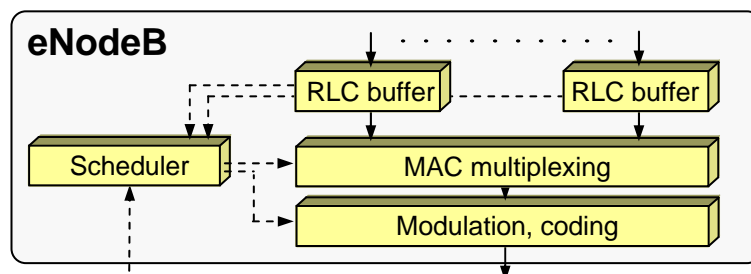 eNodeB
RLC buffer
RLC buffer
Scheduler
MAC multiplexing
Modulation, coding